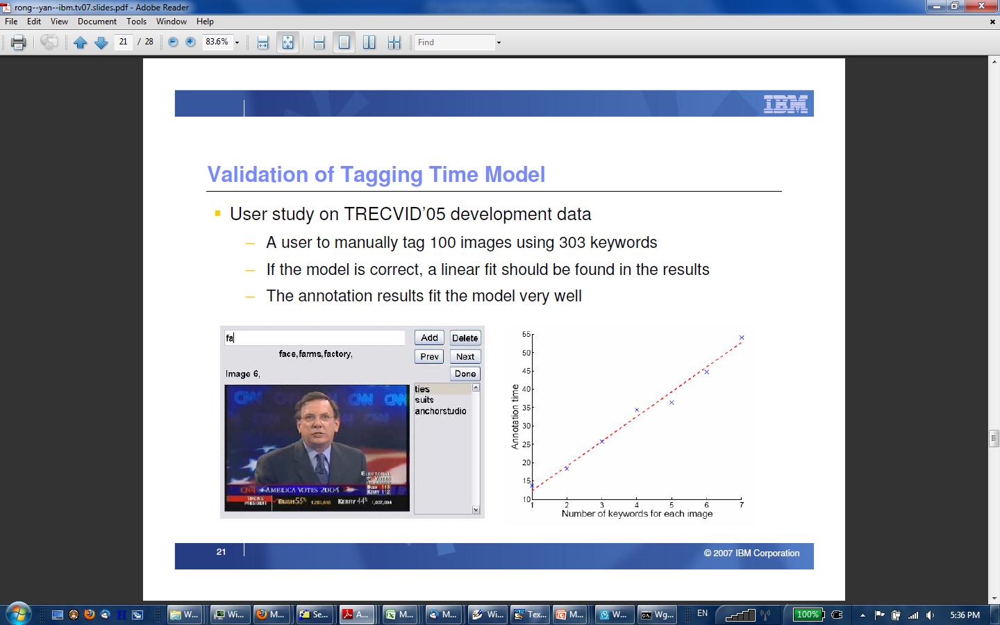 rong--yan--ibm.tv07.slides.pdf - Adobe Reader
File Edit View Document Tools Window Help
21 / 28 83.6% Find
IBM
Validation of Tagging Time Model
User study on TRECVID'05 development data
– A user to manually tag 100 images using 303 keywords
– If the model is correct, a linear fit should be found in the results
– The annotation results fit the model very well
fa
Add Delete
face,farms,factory,
Prev Next
Image 6,
Done
ties
suits
anchorstudio
CNN CNN CNN
CNN
ELECTORAL
VOTES
BUSH 113
KERRY 112
CNN AMERICA VOTES 2004
VIRGINIA
PRESIDENT
BUSH 55% KERRY 44% 1,037,094
55
50
45
40
35
30
25
20
15
10
Annotation time
1 2 3 4 5 6 7
Number of keywords for each image
21
© 2007 IBM Corporation
W... Wi... M... Se... A... M... M... Wi... Tex... M... W... Wg... EN 100% 5:36 PM